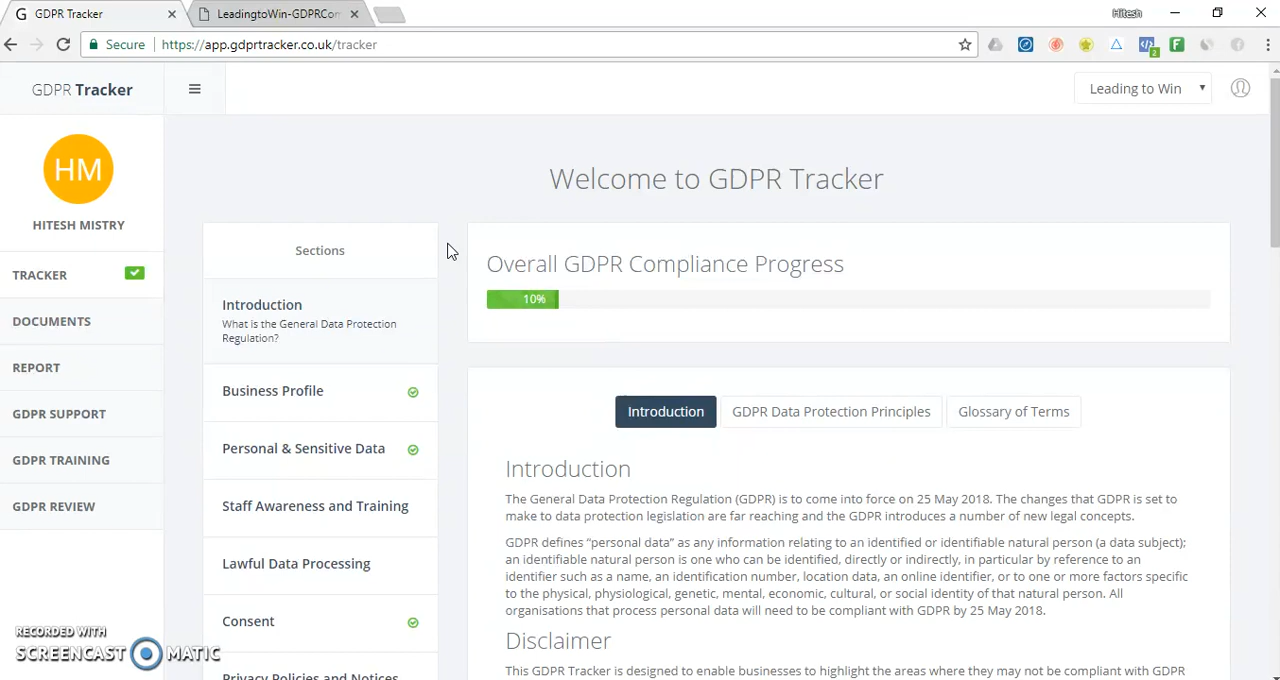 GDPR Tracker
LeadingtoWin-GDPRCom
Hitesh
Secure
https://app.gdprtracker.co.uk/tracker
2
GDPR Tracker
Leading to Win
HM
HITESH MISTRY
TRACKER
DOCUMENTS
REPORT
GDPR SUPPORT
GDPR TRAINING
GDPR REVIEW
Welcome to GDPR Tracker
Sections
Introduction
What is the General Data Protection
Regulation?
Business Profile
Personal & Sensitive Data
Staff Awareness and Training
Lawful Data Processing
Consent
Privacy Policies and Notices
Overall GDPR Compliance Progress
10%
Introduction
GDPR Data Protection Principles
Glossary of Terms
Introduction
The General Data Protection Regulation (GDPR) is to come into force on 25 May 2018. The changes that GDPR is set to
make to data protection legislation are far reaching and the GDPR introduces a number of new legal concepts.
GDPR defines “personal data” as any information relating to an identified or identifiable natural person (a data subject);
an identifiable natural person is one who can be identified, directly or indirectly, in particular by reference to an
identifier such as a name, an identification number, location data, an online identifier, or to one or more factors specific
to the physical, physiological, genetic, mental, economic, cultural, or social identity of that natural person. All
organisations that process personal data will need to be compliant with GDPR by 25 May 2018.
Disclaimer
This GDPR Tracker is designed to enable businesses to highlight the areas where they may not be compliant with GDPR
RECORDED WITH
SCREENCAST MATIC